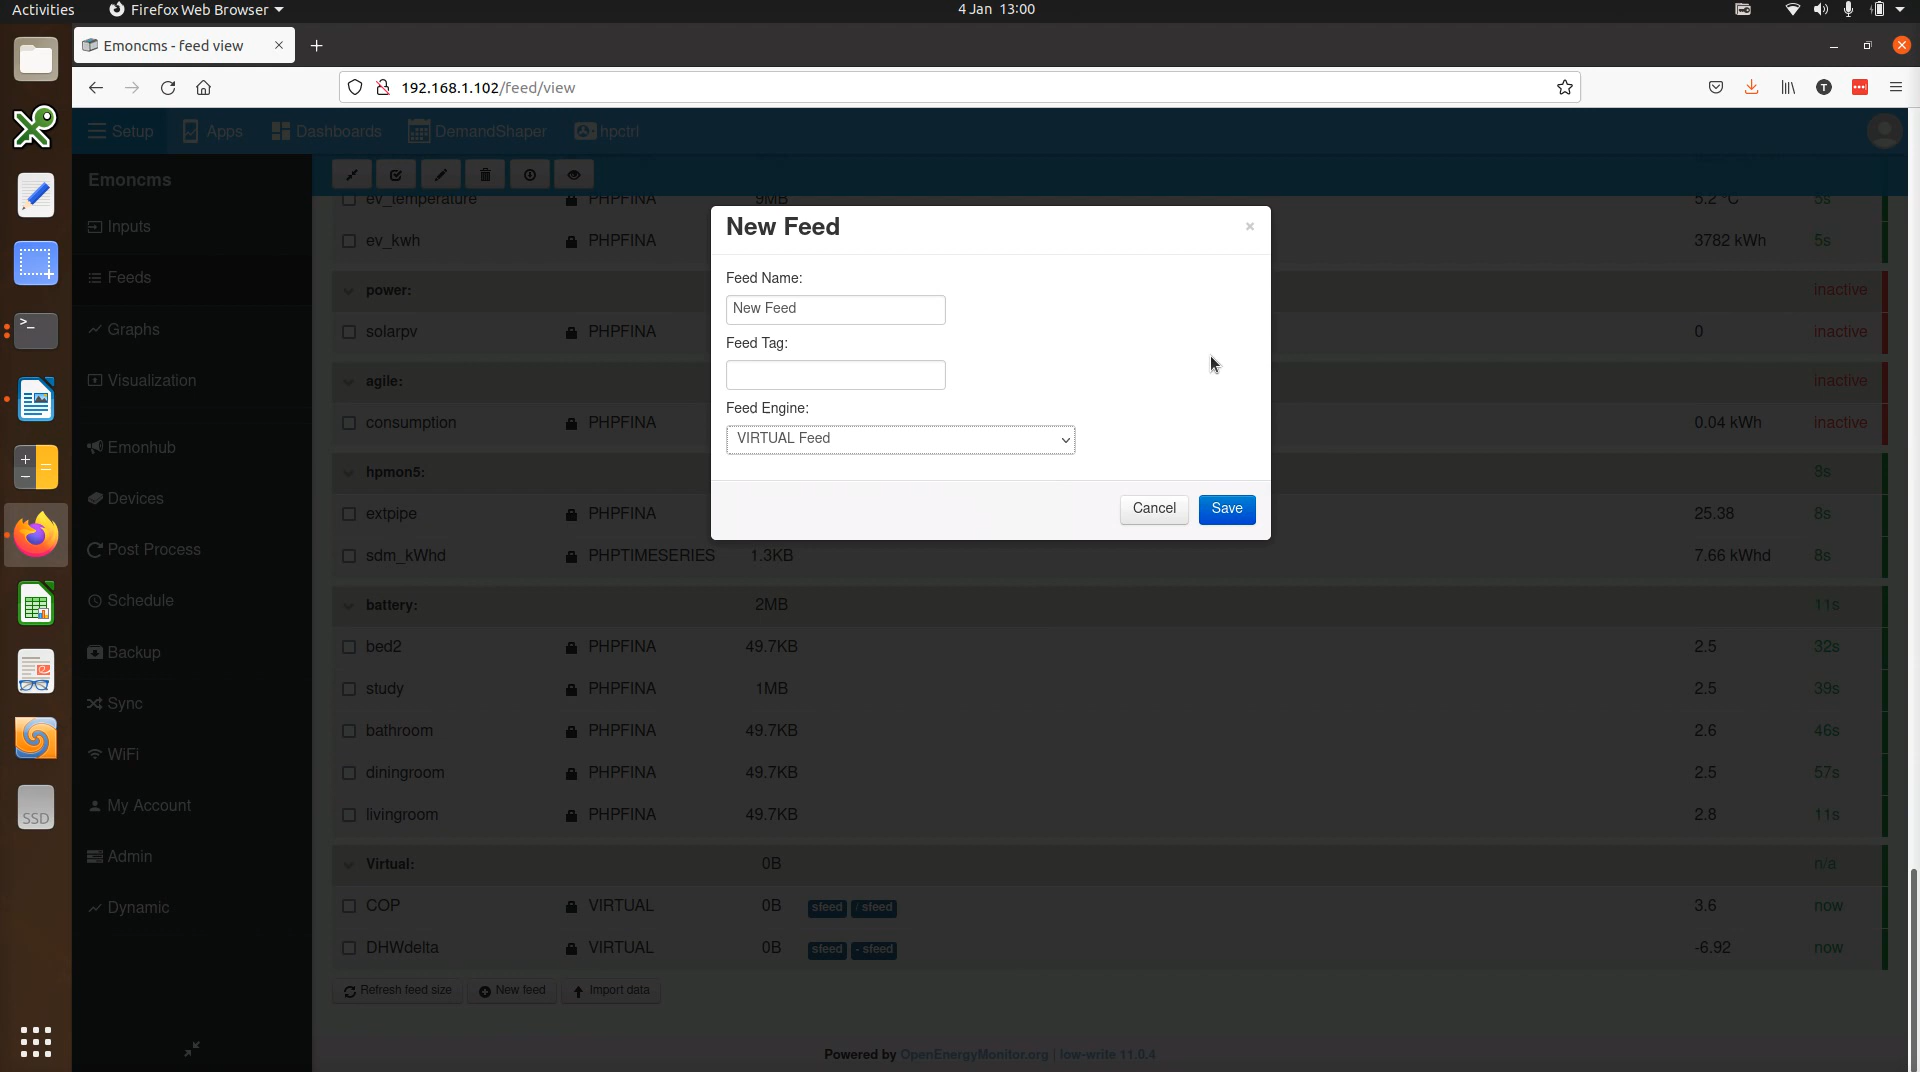 Activities
Firefox Web Browser
4 Jan 13:00
Emoncms - feed view
192.168.1.102/feed/view
Setup
Apps
Dashboards
DemandShaper
hpctrl
Emoncms
Inputs
Feeds
Graphs
Visualization
Emonhub
Devices
Post Process
Schedule
Backup
Sync
WiFi
My Account
Admin
Dynamic
SSD
ev_temperature PHPFINA 9MB 5.2 °C 5s
ev_kwh PHPFINA 3782 kWh 5s
power: inactive
solarpv PHPFINA 0 inactive
agile: inactive
consumption PHPFINA 0.04 kWh inactive
hpmon5: 3s
extpipe PHPFINA 25.38 8s
sdm_kWhd PHPTIMESERIES 1.3KB 7.66 kWhd 8s
battery: 2MB 11s
bed2 PHPFINA 49.7KB 2.5 32s
study PHPFINA 1MB 2.5 39s
bathroom PHPFINA 49.7KB 2.6 46s
diningroom PHPFINA 49.7KB 2.5 57s
livingroom PHPFINA 49.7KB 2.8 11s
Virtual: 0B n/a
COP VIRTUAL 0B sfeed / sfeed 3.6 now
DHWdelta VIRTUAL 0B sfeed - sfeed -6.92 now
Refresh feed size New feed Import data
Powered by OpenEnergyMonitor.org | low-write 11.0.4
New Feed
×
Feed Name:
New Feed
Feed Tag:
Feed Engine:
VIRTUAL Feed
Cancel Save